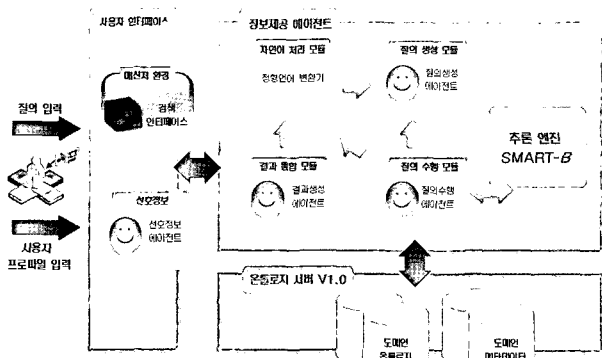 사용자 인터페이스
정보제공 에이전트
자연어 처리 모듈
질의 생성 모듈
메신저 환경
정형언어 변환기
질의생성
에이전트
질의 입력
검색
인터페이스
추론 엔진
SMART-B
결과 통합 모듈
질의 수행 모듈
선호정보
결과생성
에이전트
질의수행
에이전트
선호정보
에이전트
사용자
프로파일 입력
온톨로지 서버 V1.0
도메인
온톨로지
도메인
메타데이터